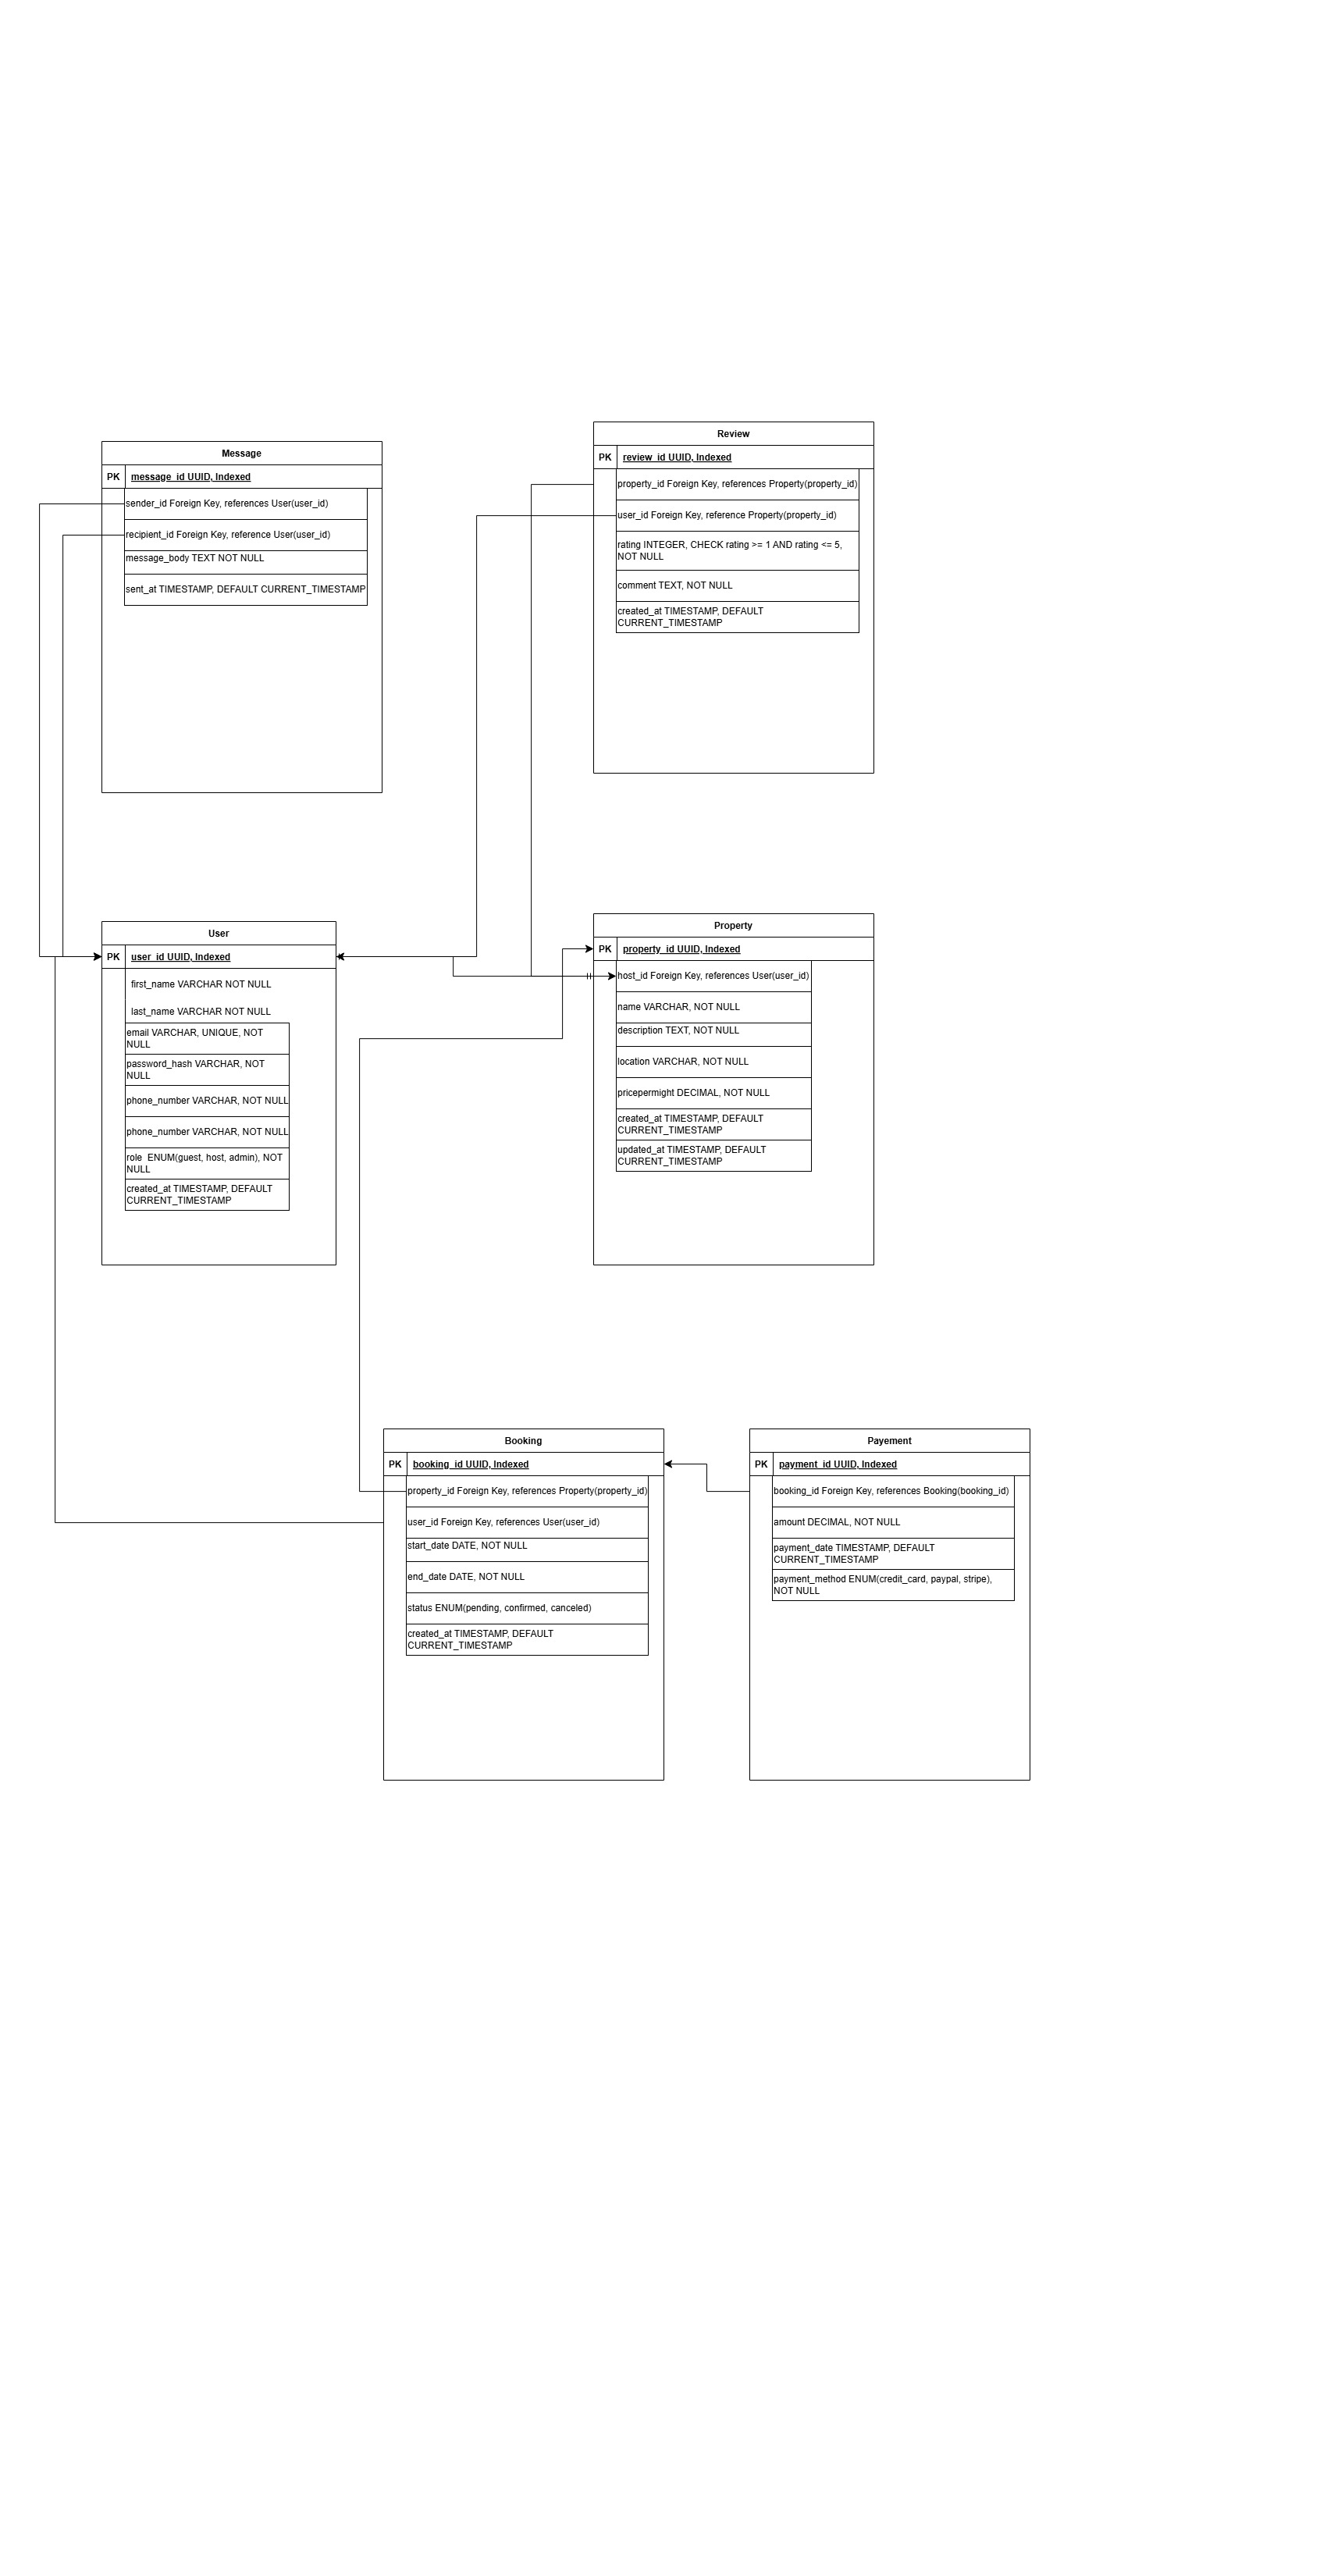 Message
PK message_id UUID, Indexed
sender_id Foreign Key, references User(user_id)
recipient_id Foreign Key, reference User(user_id)
message_body TEXT NOT NULL
sent_at TIMESTAMP, DEFAULT CURRENT_TIMESTAMP
Review
PK review_id UUID, Indexed
property_id Foreign Key, references Property(property_id)
user_id Foreign Key, reference Property(property_id)
rating INTEGER, CHECK rating >= 1 AND rating <= 5,
NOT NULL
comment TEXT, NOT NULL
created_at TIMESTAMP, DEFAULT
CURRENT_TIMESTAMP
User
PK user_id UUID, Indexed
first_name VARCHAR NOT NULL
last_name VARCHAR NOT NULL
email VARCHAR, UNIQUE, NOT
NULL
password_hash VARCHAR, NOT
NULL
phone_number VARCHAR, NOT NULL
phone_number VARCHAR, NOT NULL
role ENUM(guest, host, admin), NOT
NULL
created_at TIMESTAMP, DEFAULT
CURRENT_TIMESTAMP
Property
PK property_id UUID, Indexed
host_id Foreign Key, references User(user_id)
name VARCHAR, NOT NULL
description TEXT, NOT NULL
location VARCHAR, NOT NULL
pricepermight DECIMAL, NOT NULL
created_at TIMESTAMP, DEFAULT
CURRENT_TIMESTAMP
updated_at TIMESTAMP, DEFAULT
CURRENT_TIMESTAMP
Booking
PK booking_id UUID, Indexed
property_id Foreign Key, references Property(property_id)
user_id Foreign Key, references User(user_id)
start_date DATE, NOT NULL
end_date DATE, NOT NULL
status ENUM(pending, confirmed, canceled)
created_at TIMESTAMP, DEFAULT
CURRENT_TIMESTAMP
Payement
PK payment_id UUID, Indexed
booking_id Foreign Key, references Booking(booking_id)
amount DECIMAL, NOT NULL
payment_date TIMESTAMP, DEFAULT
CURRENT_TIMESTAMP
payment_method ENUM(credit_card, paypal, stripe),
NOT NULL